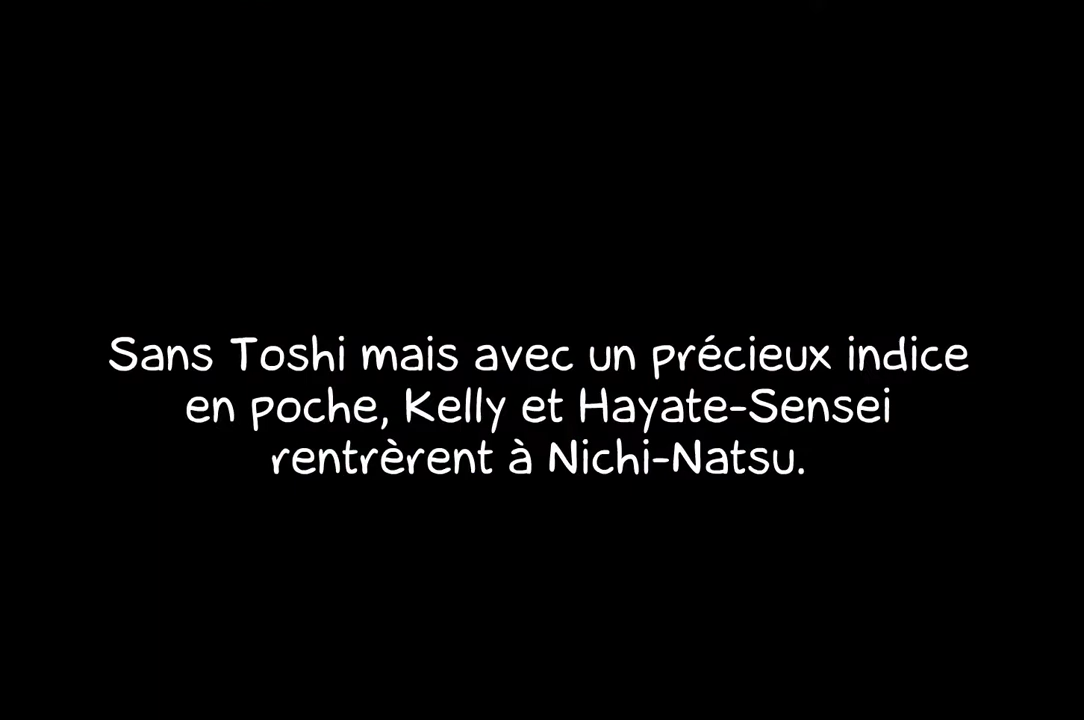 Sans Toshi mais avec un précieux indice
en poche, Kelly et Hayate-Sensei
rentrèrent à Nichi-Natsu.